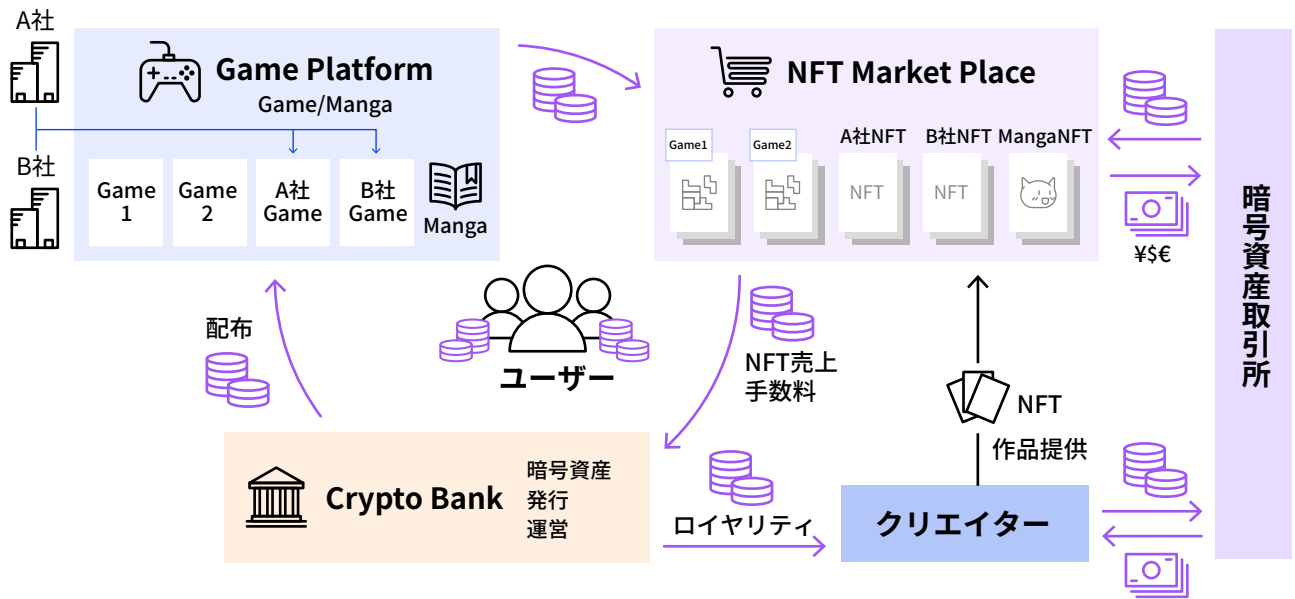 A社
B社
Game Platform
Game/Manga
Game
1
Game
2
A社
Game
B社
Game
Manga
NFT Market Place
Game1
Game2
A社NFT
B社NFT
MangaNFT
NFT
NFT
¥$€
暗号資産取引所
配布
ユーザー
NFT売上
手数料
NFT
作品提供
Crypto Bank
暗号資産
発行
運営
ロイヤリティ
クリエイター